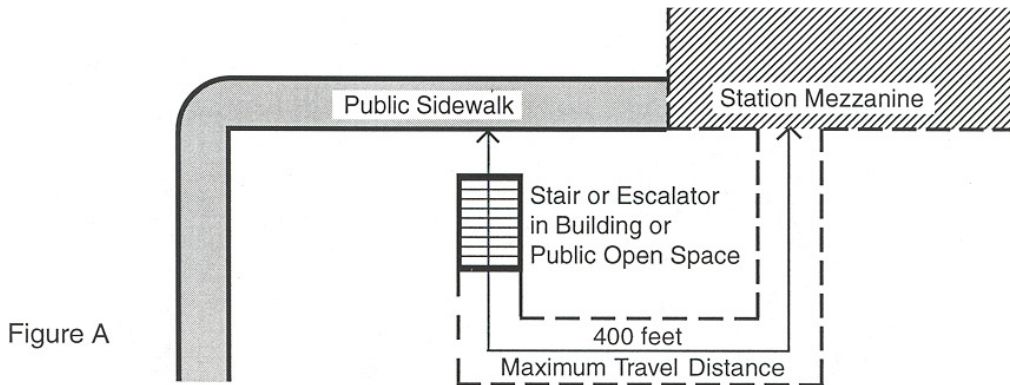 Public Sidewalk
Station Mezzanine
Stair or Escalator
in Building or
Public Open Space
400 feet
Maximum Travel Distance
Figure A